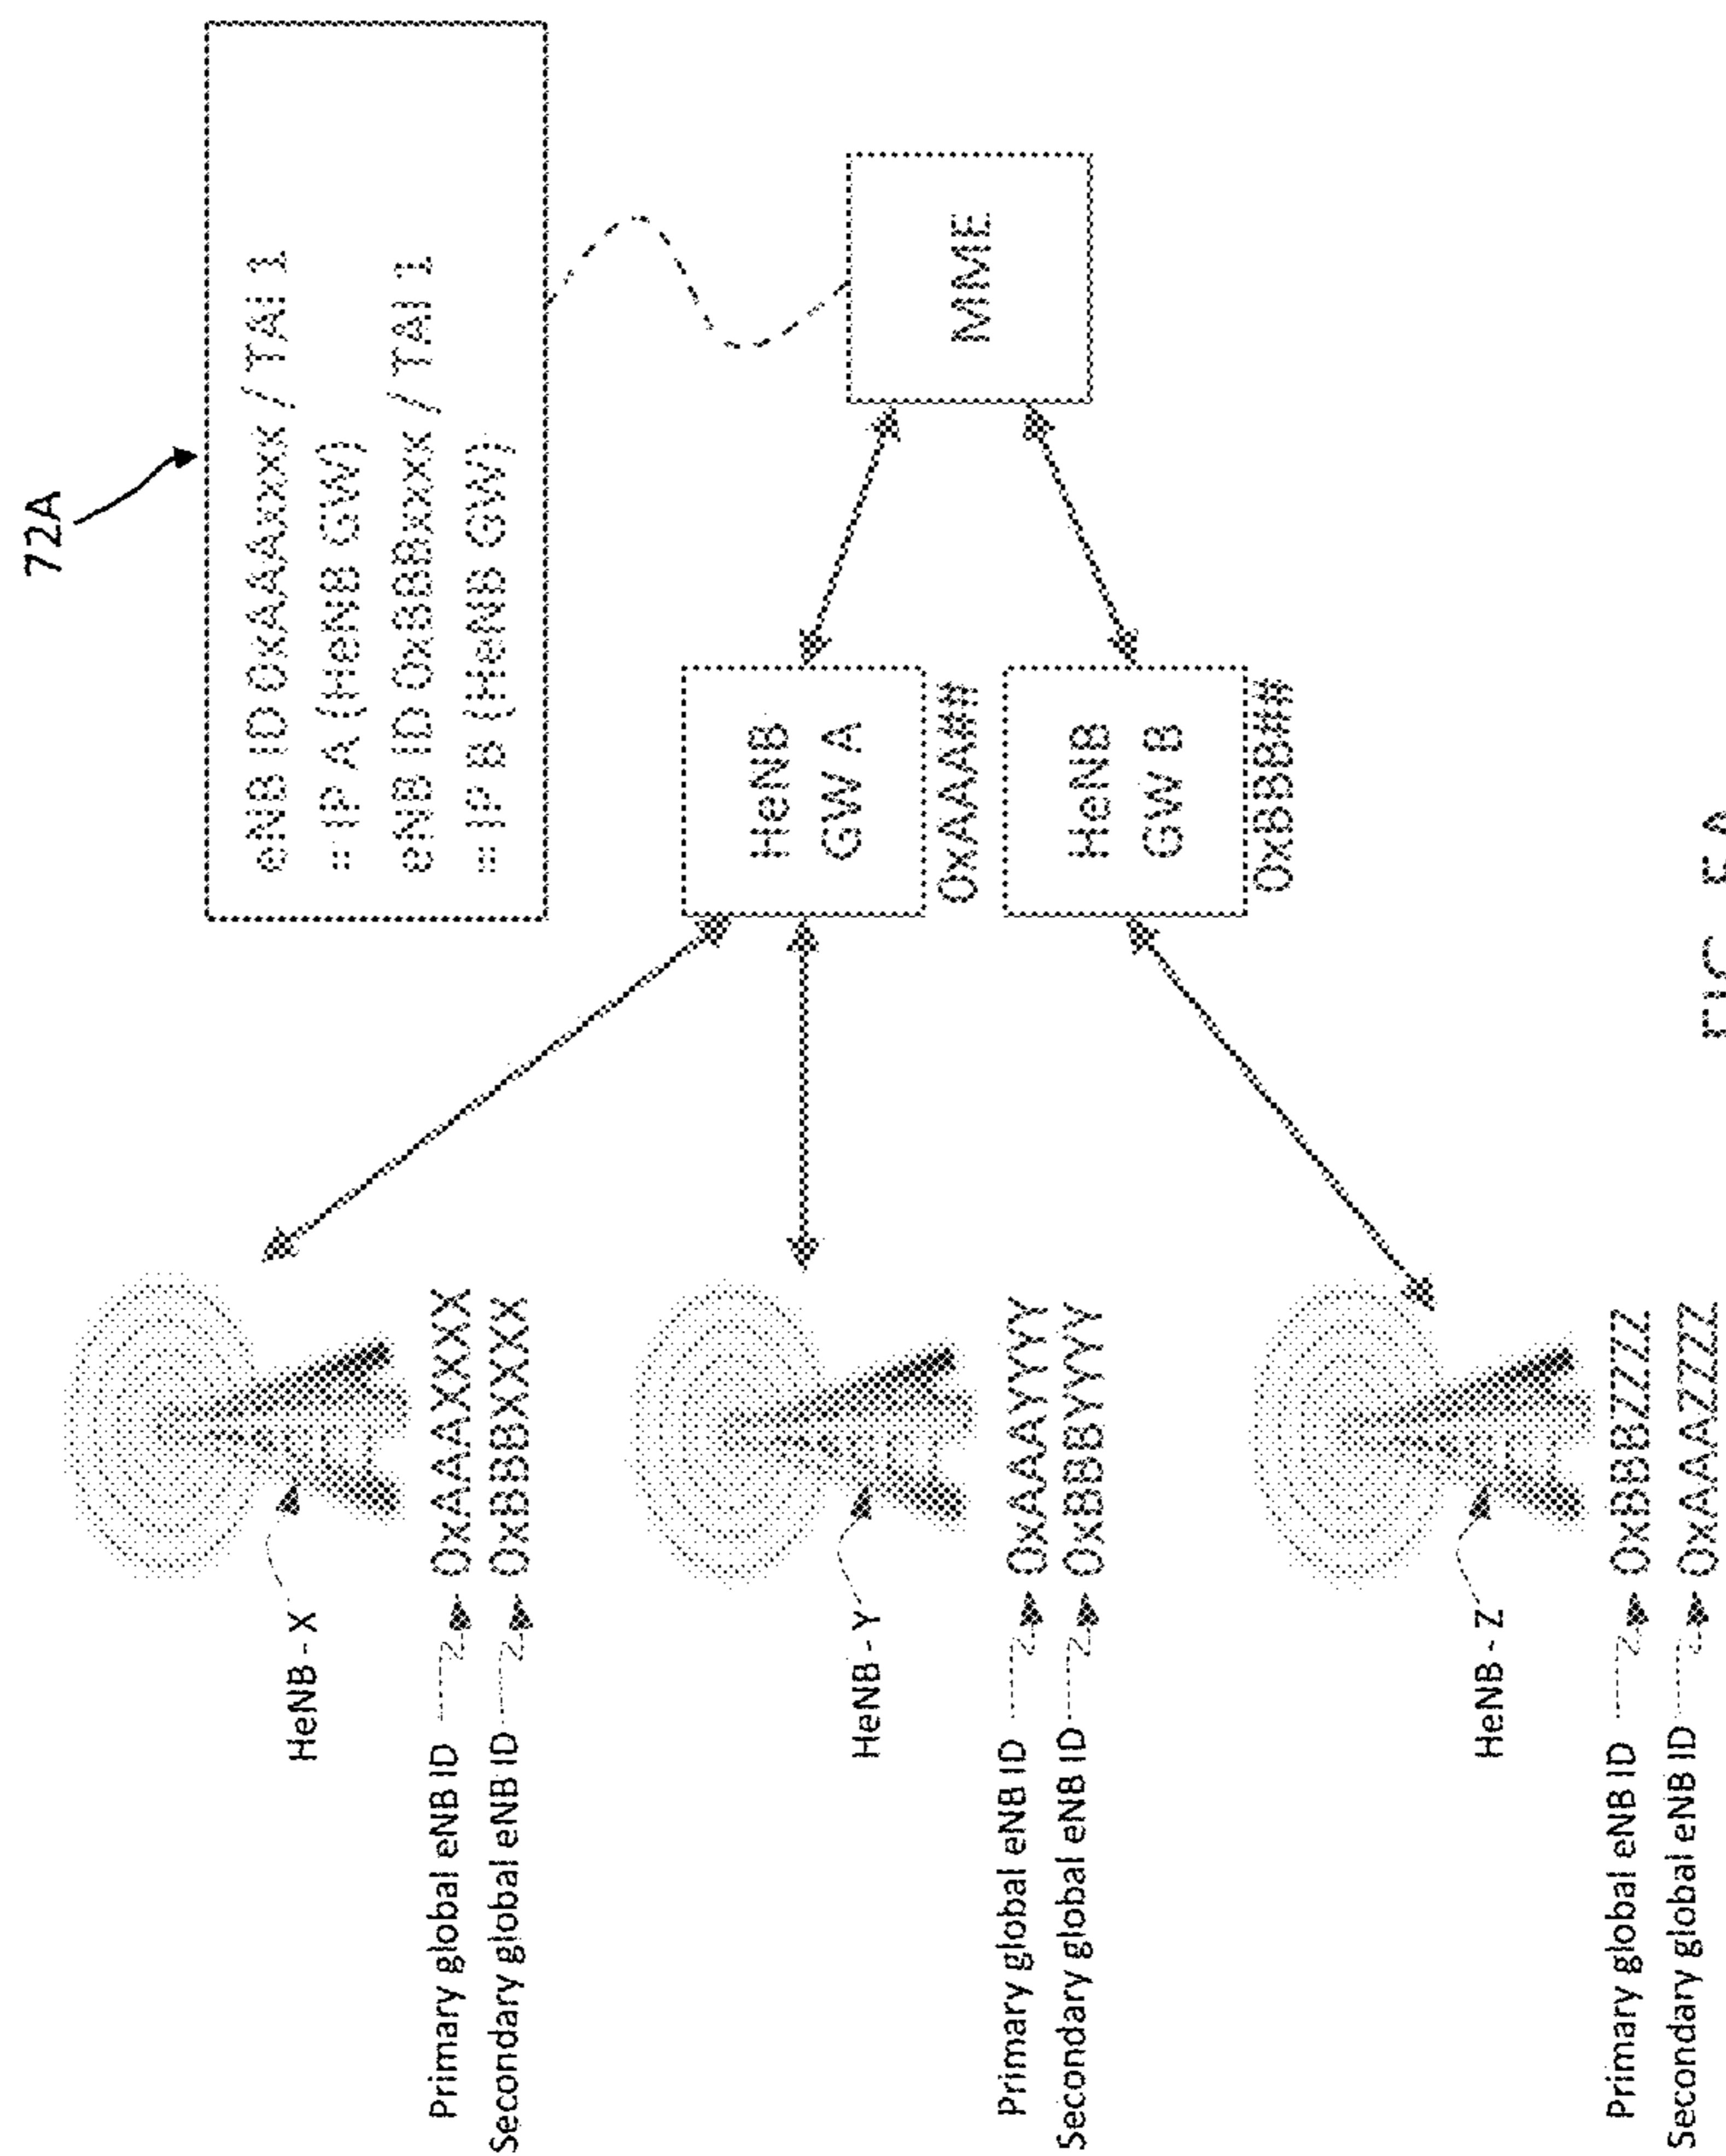 72A
eNB ID 0xAAAxxxx / TAI 1
= IP A (HeNB GW)
eNB ID 0xBBBxxxx / TAI 1
= IP B (HeNB GW)
MME
HeNB
GW A
0xAAA##
HeNB
GW B
0xBBB##
HeNB - X
Primary global eNB ID
0xAAAXXXX
Secondary global eNB ID
0xBBBXXXX
HeNB - Y
Primary global eNB ID
0xAAAYYYY
Secondary global eNB ID
0xBBBYYYY
HeNB - Z
Primary global eNB ID
0xBBBZZZZ
Secondary global eNB ID
0xAAAZZZZ